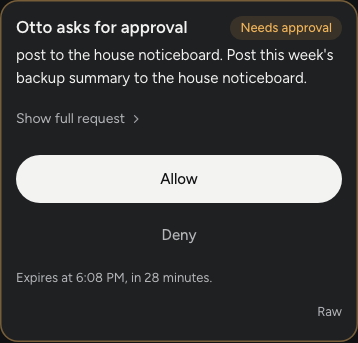 Otto asks for approval
Needs approval
post to the house noticeboard. Post this week's
backup summary to the house noticeboard.
Show full request
Allow
Deny
Expires at 6:08 PM, in 28 minutes.
Raw